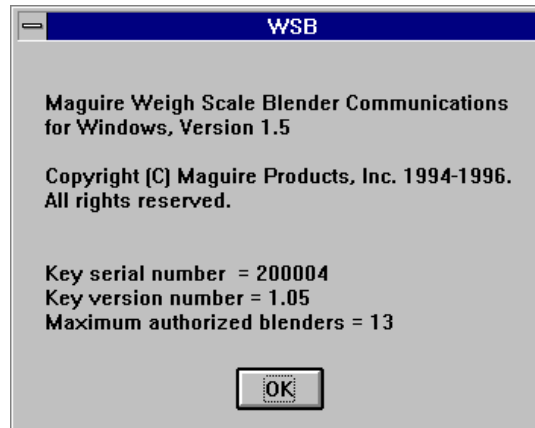 WSB
Maguire Weigh Scale Blender Communications
for Windows, Version 1.5
Copyright (C) Maguire Products, Inc. 1994-1996.
All rights reserved.
Key serial number = 200004
Key version number = 1.05
Maximum authorized blenders = 13
OK